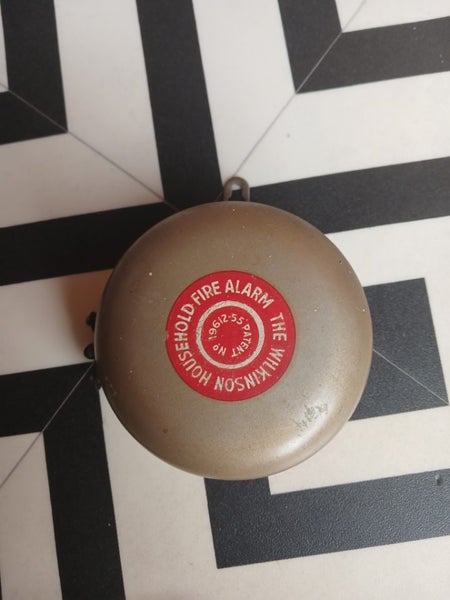 THE WILKINSON HOUSEHOLD FIRE ALARM
PATENT Nº 19612·55